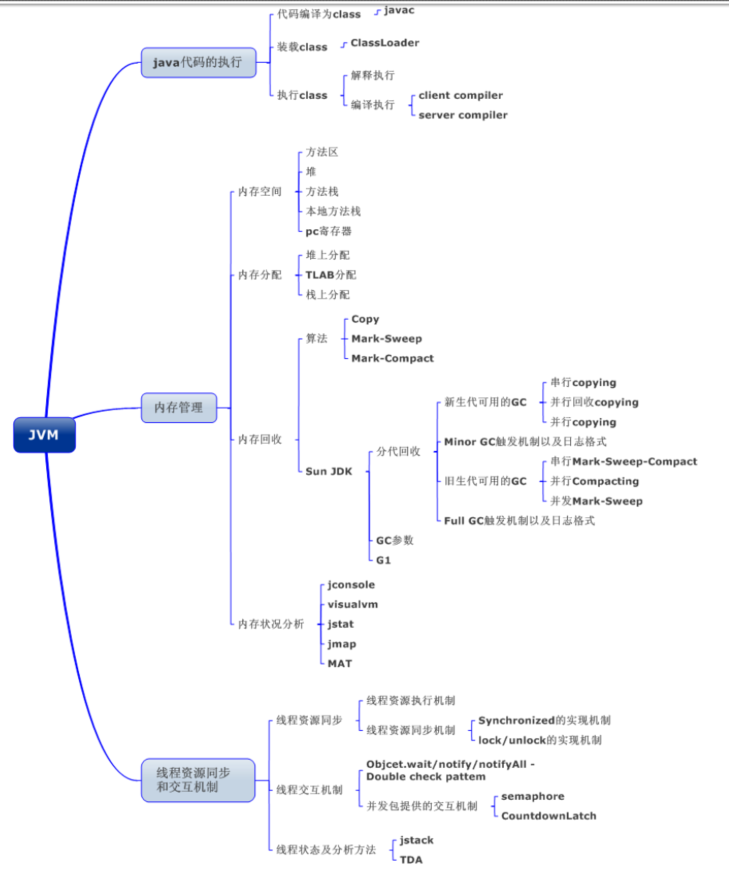 代码编译为class
javac
java代码的执行
装载class
ClassLoader
执行class
解释执行
编译执行
client compiler
server compiler
内存空间
方法区
堆
方法栈
本地方法栈
pc寄存器
内存分配
堆上分配
TLAB分配
栈上分配
JVM
内存管理
内存回收
算法
Copy
Mark-Sweep
Mark-Compact
Sun JDK
分代回收
新生代可用的GC
串行copying
并行回收copying
并行copying
Minor GC触发机制以及日志格式
旧生代可用的GC
串行Mark-Sweep-Compact
并行Compacting
并发Mark-Sweep
Full GC触发机制以及日志格式
GC参数
G1
内存状况分析
jconsole
visualvm
jstat
jmap
MAT
线程资源同步
和交互机制
线程资源同步
线程资源执行机制
线程资源同步机制
Synchronized的实现机制
lock/unlock的实现机制
线程交互机制
Objcet.wait/notify/notifyAll -
Double check pattem
并发包提供的交互机制
semaphore
CountdownLatch
线程状态及分析方法
jstack
TDA